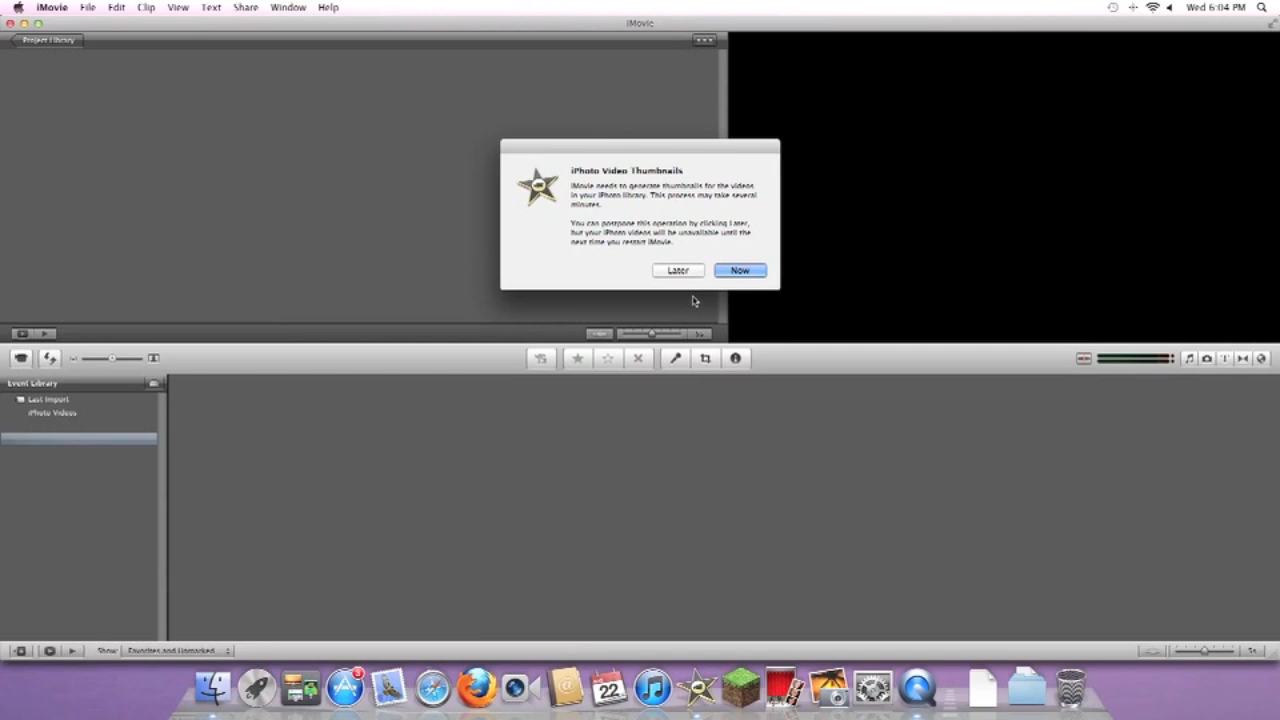 iMovie File Edit Clip View Text Share Window Help
Wed 6:04 PM
iMovie
Project Library
iPhoto Video Thumbnails
iMovie needs to generate thumbnails for the videos
in your iPhoto library. This process may take several
minutes.
You can postpone this operation by clicking Later,
but your iPhoto videos will be unavailable until the
next time you restart iMovie.
Later Now
Event Library
Last Import
iPhoto Videos
Show: Favorites and Unmarked
5s
3
22